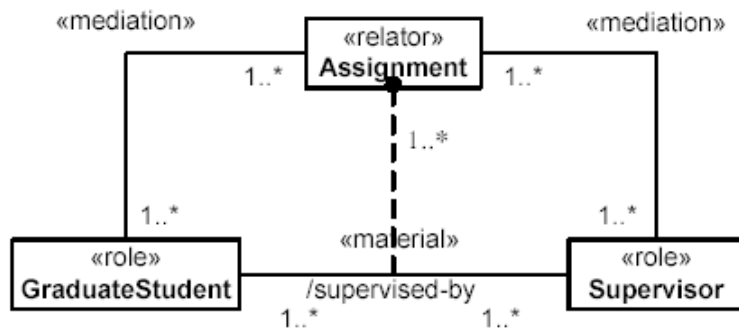 «mediation»
«relator»
Assignment
«mediation»
1..*
1..*
1..*
1..*
1..*
«role»
GraduateStudent
«material»
/supervised-by
«role»
Supervisor
1..*
1..*